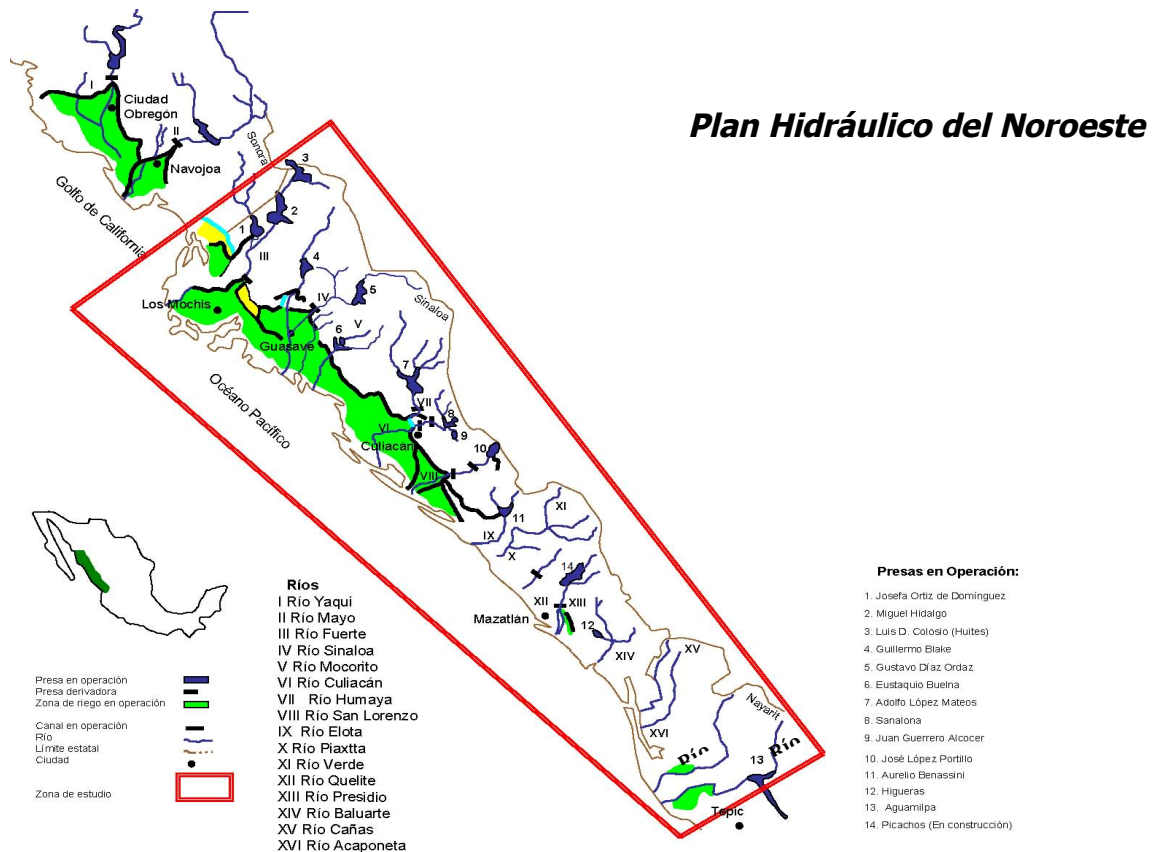 Plan Hidráulico del Noroeste
I
Ciudad
Obregón
II
Navojoa
Sonora
Golfo de California
3
2
1
III
4
IV
5
Sinaloa
Los Mochis
Guasave
6
V
7
Océano Pacífico
VII
8
VI
9
Culiacán
10
VIII
11
XI
IX
X
14
XII
XIII
Mazatlán
12
XIV
XV
Nayarit
XVI
Río
Río
13
Tepic
Presa en operación
Presa derivadora
Zona de riego en operación
Canal en operación
Río
Límite estatal
Ciudad
Zona de estudio
Ríos
I Río Yaqui
II Río Mayo
III Río Fuerte
IV Río Sinaloa
V Río Mocorito
VI Río Culiacán
VII Río Humaya
VIII Río San Lorenzo
IX Río Elota
X Río Piaxtta
XI Río Verde
XII Río Quelite
XIII Río Presidio
XIV Río Baluarte
XV Río Cañas
XVI Río Acaponeta
Presas en Operación:
1. Josefa Ortiz de Domínguez
2. Miguel Hidalgo
3. Luis D. Colosio (Huites)
4. Guillermo Blake
5. Gustavo Díaz Ordaz
6. Eustaquio Buelna
7. Adolfo López Mateos
8. Sanalona
9. Juan Guerrero Alcocer
10. José López Portillo
11. Aurelio Benassini
12. Higueras
13. Aguamilpa
14. Picachos (En construcción)